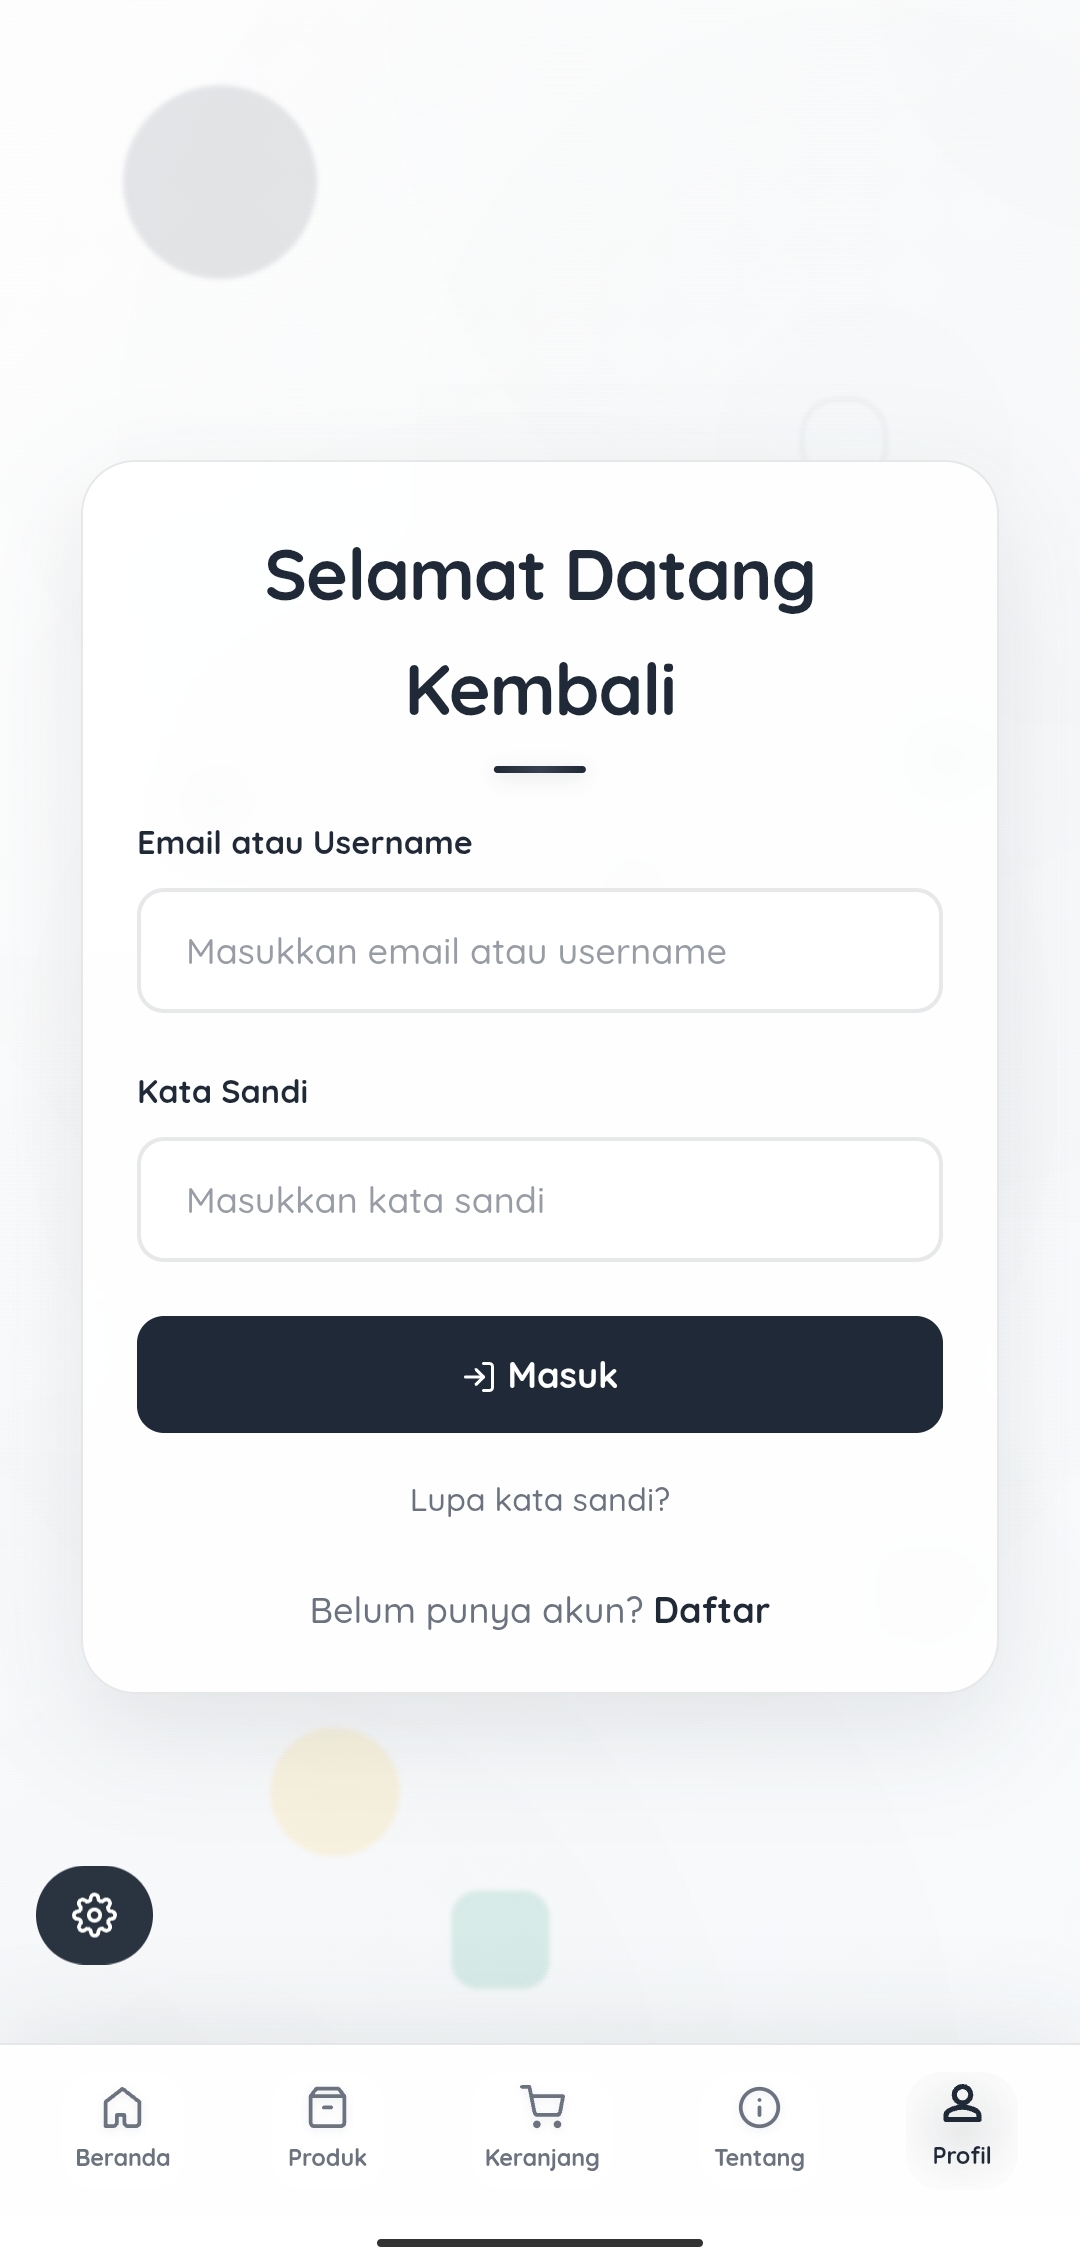 Selamat Datang
Kembali
Email atau Username
Masukkan email atau username
Kata Sandi
Masukkan kata sandi
Masuk
Lupa kata sandi?
Belum punya akun? Daftar
Beranda
Produk
Keranjang
Tentang
Profil